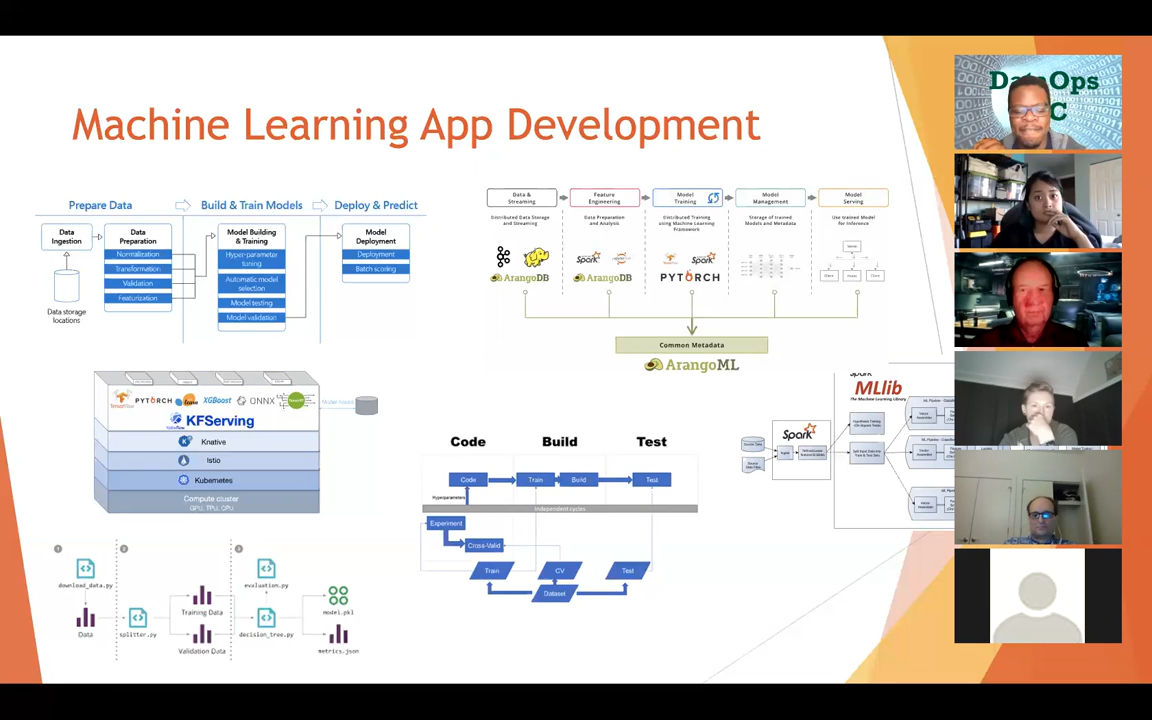 Machine Learning App Development
Prepare Data
Build & Train Models
Deploy & Predict
Data
Ingestion
Data storage
locations
Data
Preparation
Normalization
Transformation
Validation
Featurization
Model Building
& Training
Hyper-parameter
tuning
Automatic model
selection
Model testing
Model validation
Model
Deployment
Deployment
Batch scoring
Data &
Streaming
Feature
Engineering
Model
Training
Model
Management
Model
Serving
Distributed Data Storage
and Streaming
Data Preparation
and Analysis
Distributed Training
using Machine Learning
Framework
Storage of trained
Models and Metadata
Use trained Model
for Inference
ArangoDB
Spark
ArangoDB
Spark
PYTORCH
Common Metadata
ArangoML
PYTORCH
XGBoost
ONNX
KFServing
Knative
Istio
Kubernetes
Compute cluster
GPU, TPU, CPU
Code
Build
Test
Code
Train
Build
Test
Hyperparameters
Independent cycles
Experiment
Cross-Valid
Train
CV
Test
Dataset
Spark
Spark
MLlib
The Machine Learning Library
1
2
3
download_data.py
Data
splitter.py
Training Data
Validation Data
evaluation.py
decision_tree.py
model.pkl
metrics.json